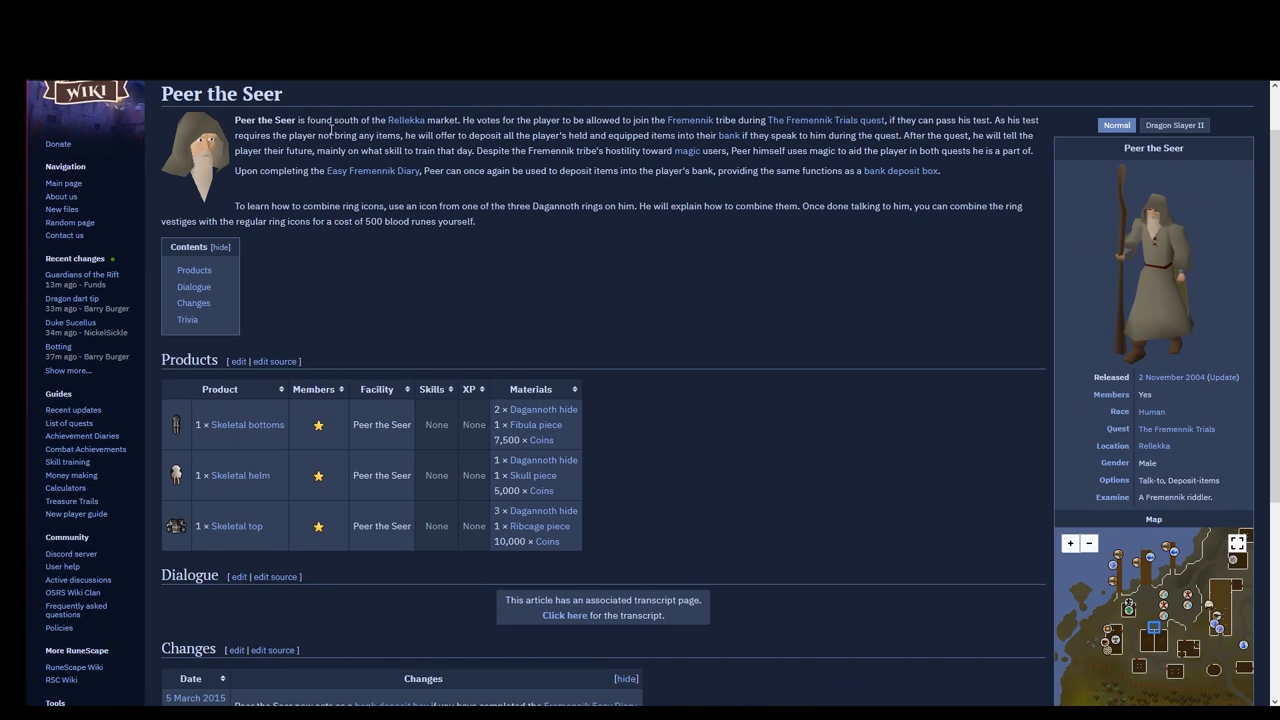 WIKI
Donate
Navigation
Main page
About us
New files
Random page
Contact us
Recent changes
Guardians of the Rift
13m ago - Funds
Dragon dart tip
33m ago - Barry Burger
Duke Sucellus
34m ago - NickelSickle
Botting
37m ago - Barry Burger
Show more...
Guides
Recent updates
List of quests
Achievement Diaries
Combat Achievements
Skill training
Money making
Calculators
Treasure Trails
New player guide
Community
Discord server
User help
Active discussions
OSRS Wiki Clan
Frequently asked
questions
Policies
More RuneScape
RuneScape Wiki
RSC Wiki
Tools
Peer the Seer
Peer the Seer is found south of the Rellekka market. He votes for the player to be allowed to join the Fremennik tribe during The Fremennik Trials quest, if they can pass his test. As his test
requires the player not bring any items, he will offer to deposit all the player's held and equipped items into their bank if they speak to him during the quest. After the quest, he will tell the
player their future, mainly on what skill to train that day. Despite the Fremennik tribe's hostility toward magic users, Peer himself uses magic to aid the player in both quests he is a part of.
Upon completing the Easy Fremennik Diary, Peer can once again be used to deposit items into the player's bank, providing the same functions as a bank deposit box.
To learn how to combine ring icons, use an icon from one of the three Dagannoth rings on him. He will explain how to combine them. Once done talking to him, you can combine the ring
vestiges with the regular ring icons for a cost of 500 blood runes yourself.
Contents [hide]
Products
Dialogue
Changes
Trivia
Products [ edit | edit source ]
Product Members Facility Skills XP Materials
1 × Skeletal bottoms Peer the Seer None None 2 × Dagannoth hide
1 × Fibula piece
7,500 × Coins
1 × Skeletal helm Peer the Seer None None 1 × Dagannoth hide
1 × Skull piece
5,000 × Coins
1 × Skeletal top Peer the Seer None None 3 × Dagannoth hide
1 × Ribcage piece
10,000 × Coins
Dialogue [ edit | edit source ]
This article has an associated transcript page.
Click here for the transcript.
Changes [ edit | edit source ]
Date Changes [hide]
5 March 2015
Peer the Seer now acts as a bank deposit box if you have completed the Fremennik Easy Diary.
Normal Dragon Slayer II
Peer the Seer
Released 2 November 2004 (Update)
Members Yes
Race Human
Quest The Fremennik Trials
Location Rellekka
Gender Male
Options Talk-to, Deposit-items
Examine A Fremennik riddler.
Map
+ −